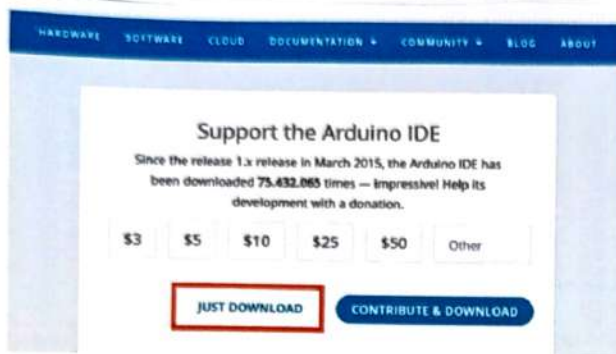 HARDWARE SOFTWARE CLOUD DOCUMENTATION COMMUNITY BLOG ABOUT
Support the Arduino IDE
Since the release 1.x release in March 2015, the Arduino IDE has
been downloaded 75.432.065 times — impressive! Help its
development with a donation.
$3 $5 $10 $25 $50 Other
JUST DOWNLOAD CONTRIBUTE & DOWNLOAD